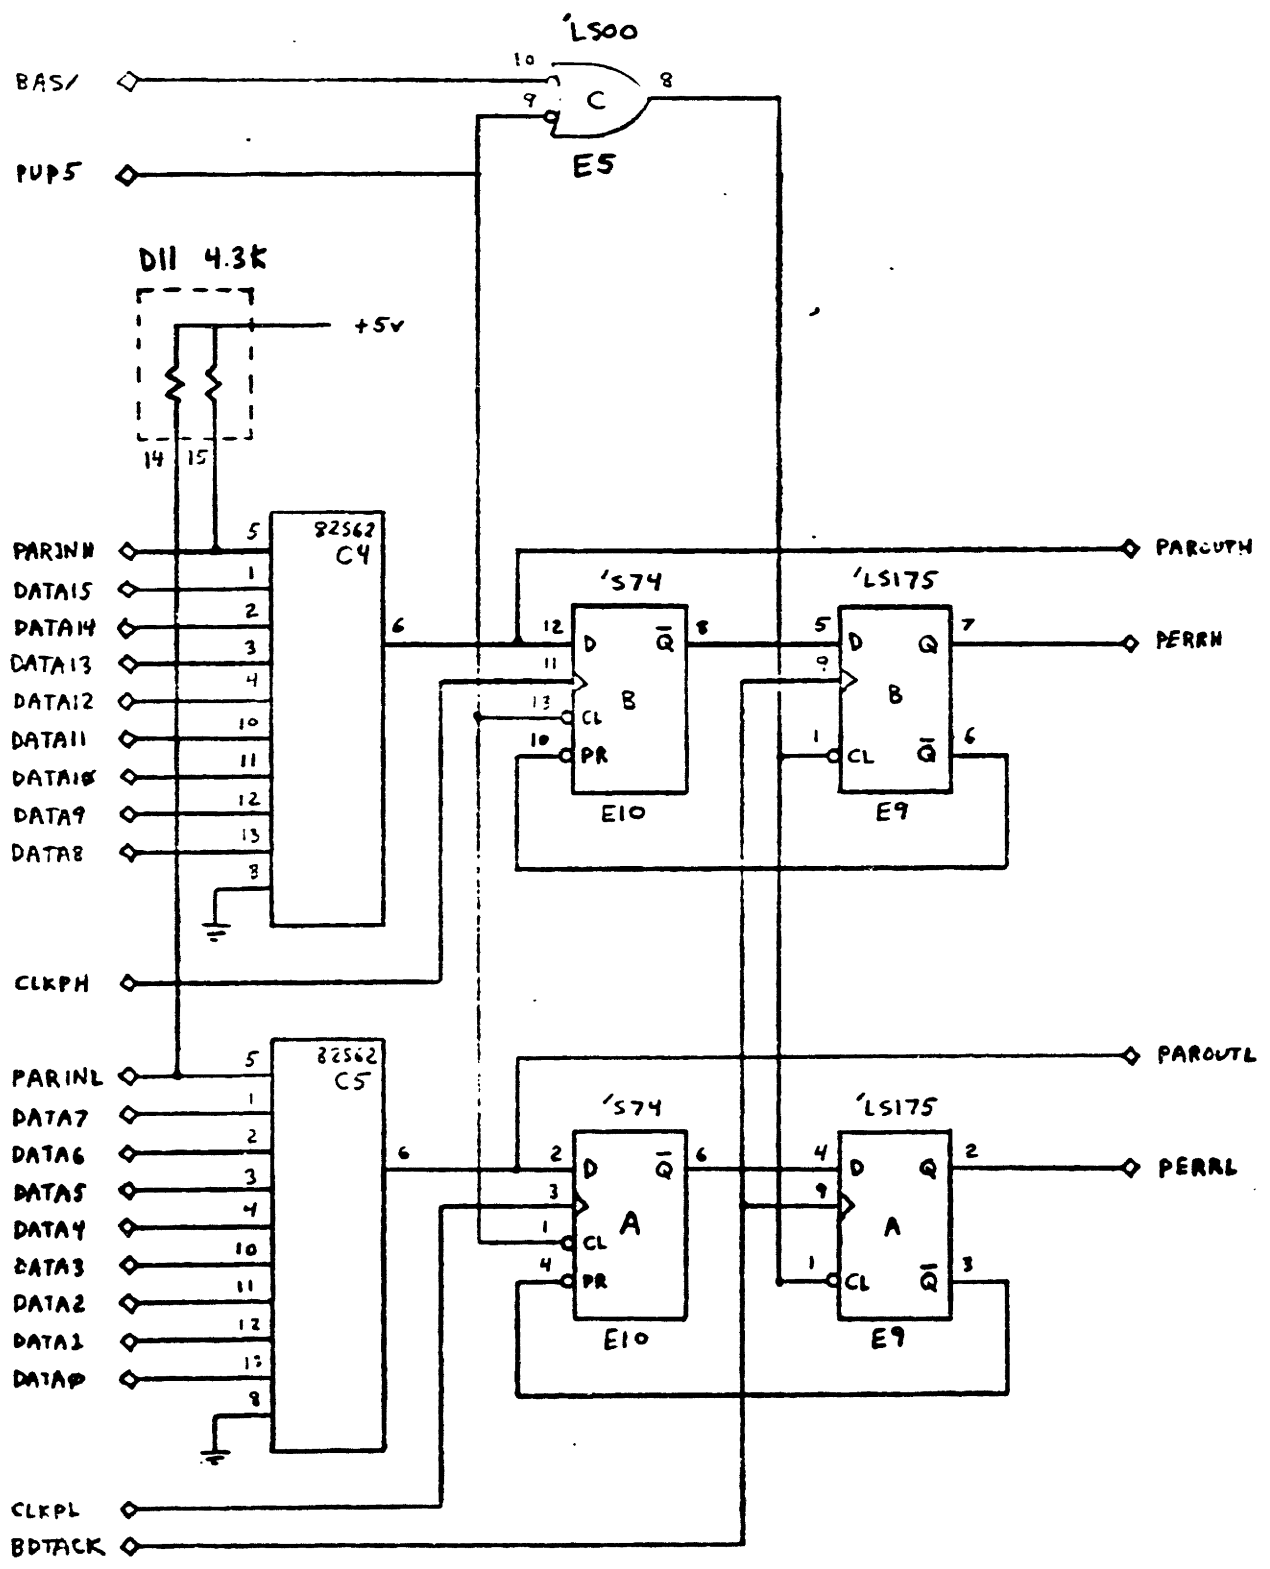 'LS00
BAS/ 10 8
9 C
E5
PUP5
D11 4.3K
+5v
14 15
PARINH 5 82S62 C4 PAROUTH
DATA15 1 'S74 'LS175
DATA14 2 6 12 D Q̅ 8 5 D Q 7 PERRH
DATA13 3 11 9
DATA12 4 13 CL B B
DATA11 10 10 PR 1 CL Q̅ 6
DATA10 11
DATA9 12 E10 E9
DATA8 13
8
CLKPH
PARINL 5 82S62 C5 PAROUTL
DATA7 1 'S74 'LS175
DATA6 2 6 2 D Q̅ 6 4 D Q 2 PERRL
DATA5 3 3 9
DATA4 4 1 CL A A
DATA3 10 4 PR 1 CL Q̅ 3
DATA2 11
DATA1 12 E10 E9
DATA0 13
8
CLKPL
BDTACK